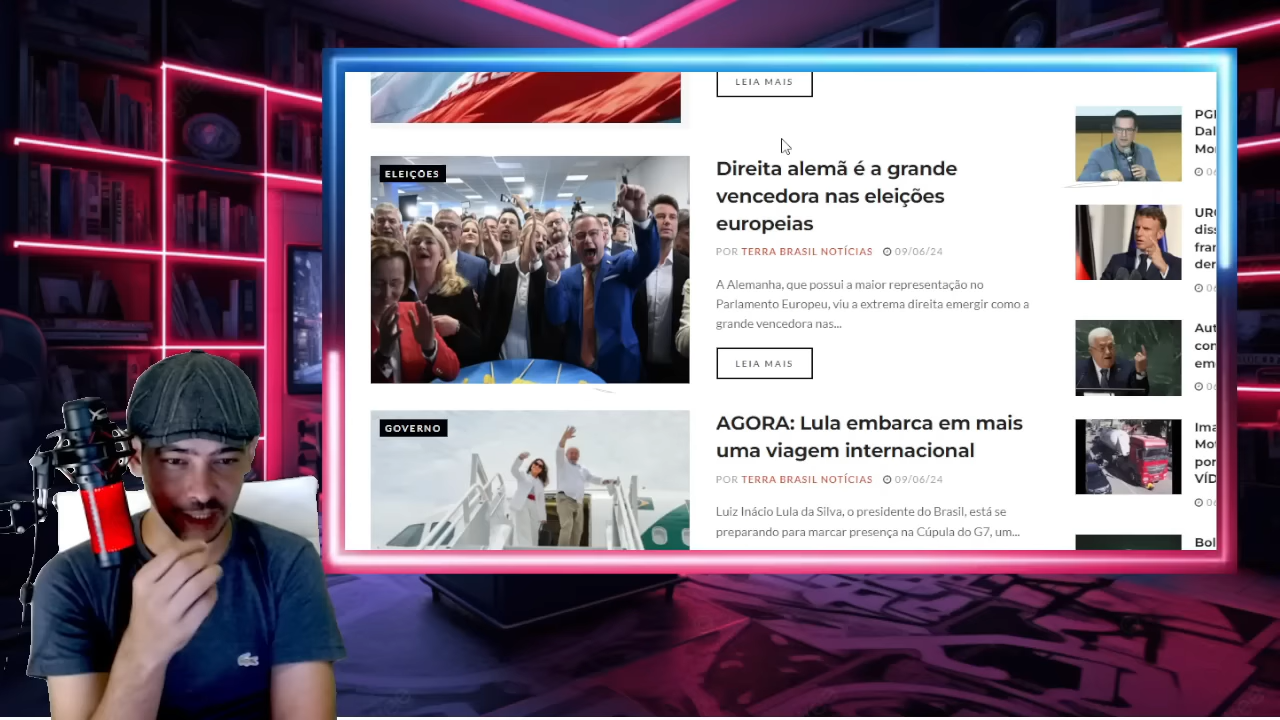 LEIA MAIS
ELEIÇÕES
Direita alemã é a grande
vencedora nas eleições
europeias
POR TERRA BRASIL NOTÍCIAS 09/06/24
A Alemanha, que possui a maior representação no
Parlamento Europeu, viu a extrema direita emergir como a
grande vencedora nas...
LEIA MAIS
GOVERNO
AGORA: Lula embarca em mais
uma viagem internacional
POR TERRA BRASIL NOTÍCIAS 09/06/24
Luiz Inácio Lula da Silva, o presidente do Brasil, está se
preparando para marcar presença na Cúpula do G7, um...